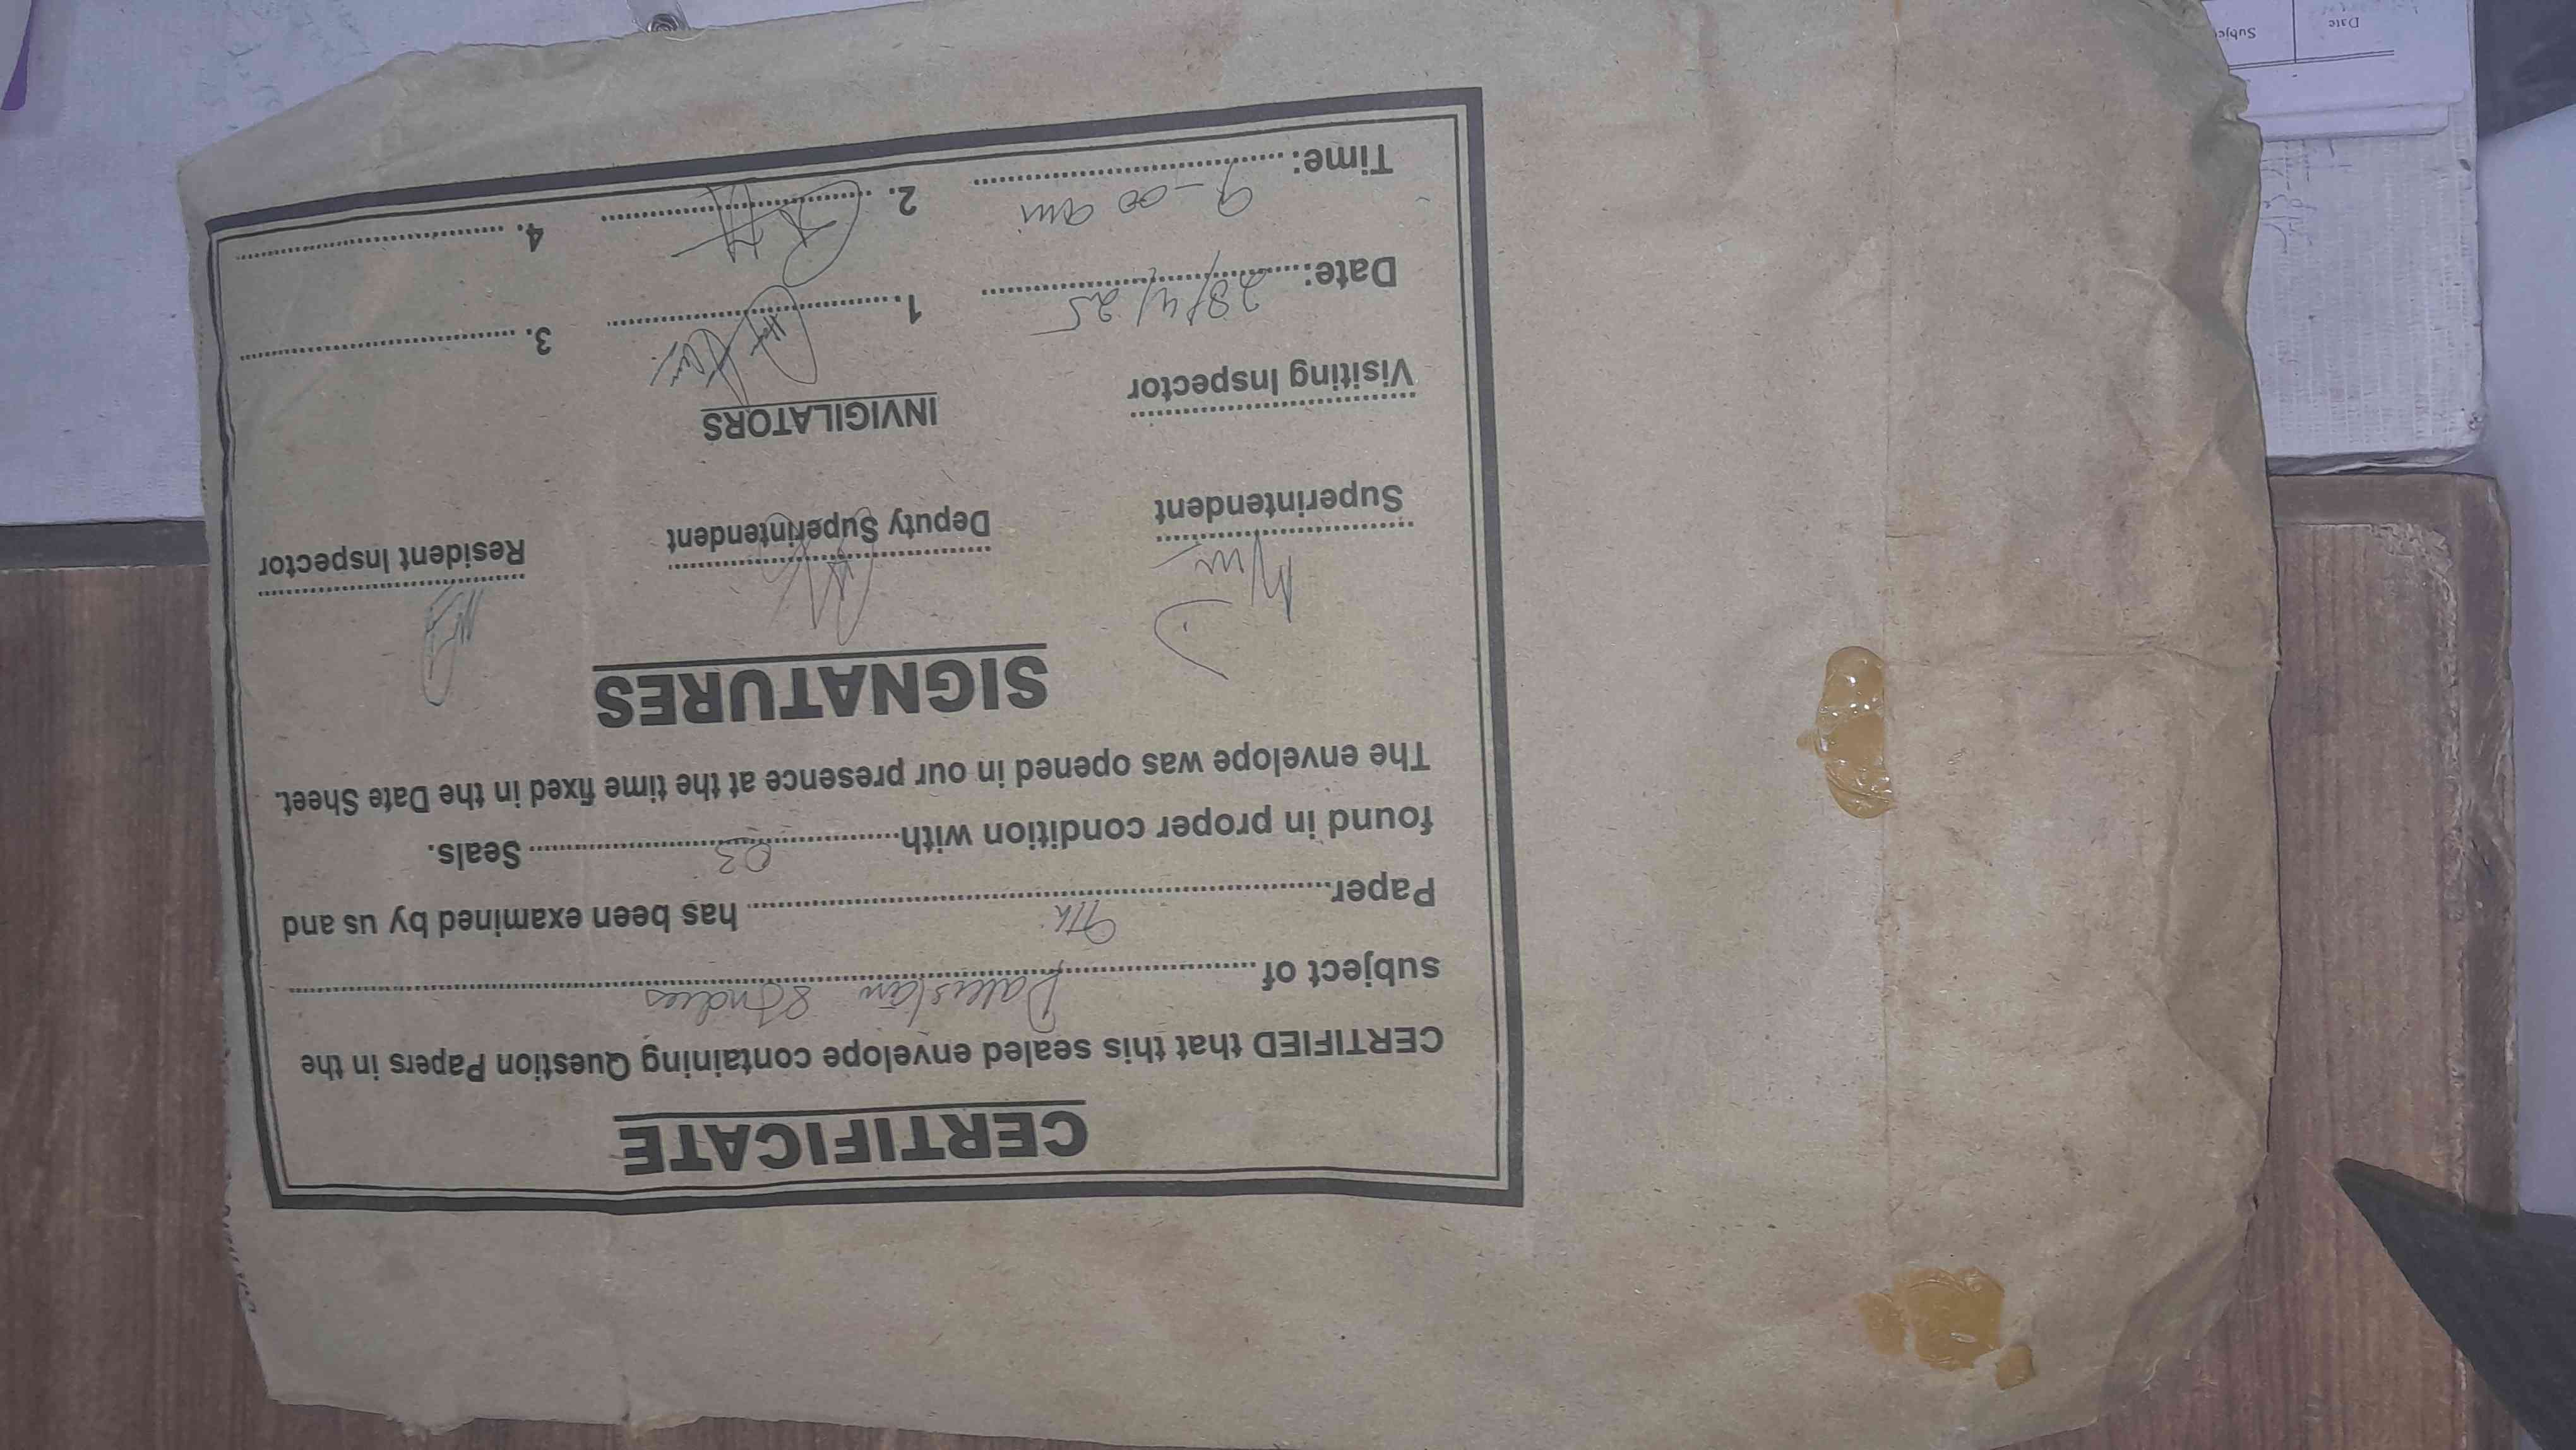 CERTIFICATE
CERTIFIED that this sealed envelope containing Question Papers in the
subject of Pakistan Studies
Paper 9th has been examined by us and
found in proper condition with 03 Seals.
The envelope was opened in our presence at the time fixed in the Date Sheet.
SIGNATURES
Superintendent Deputy Superintendent Resident Inspector
Visiting Inspector INVIGILATORS
Date: 28/4/25 1. 3.
Time: 9-00 am 2. 4.
Date